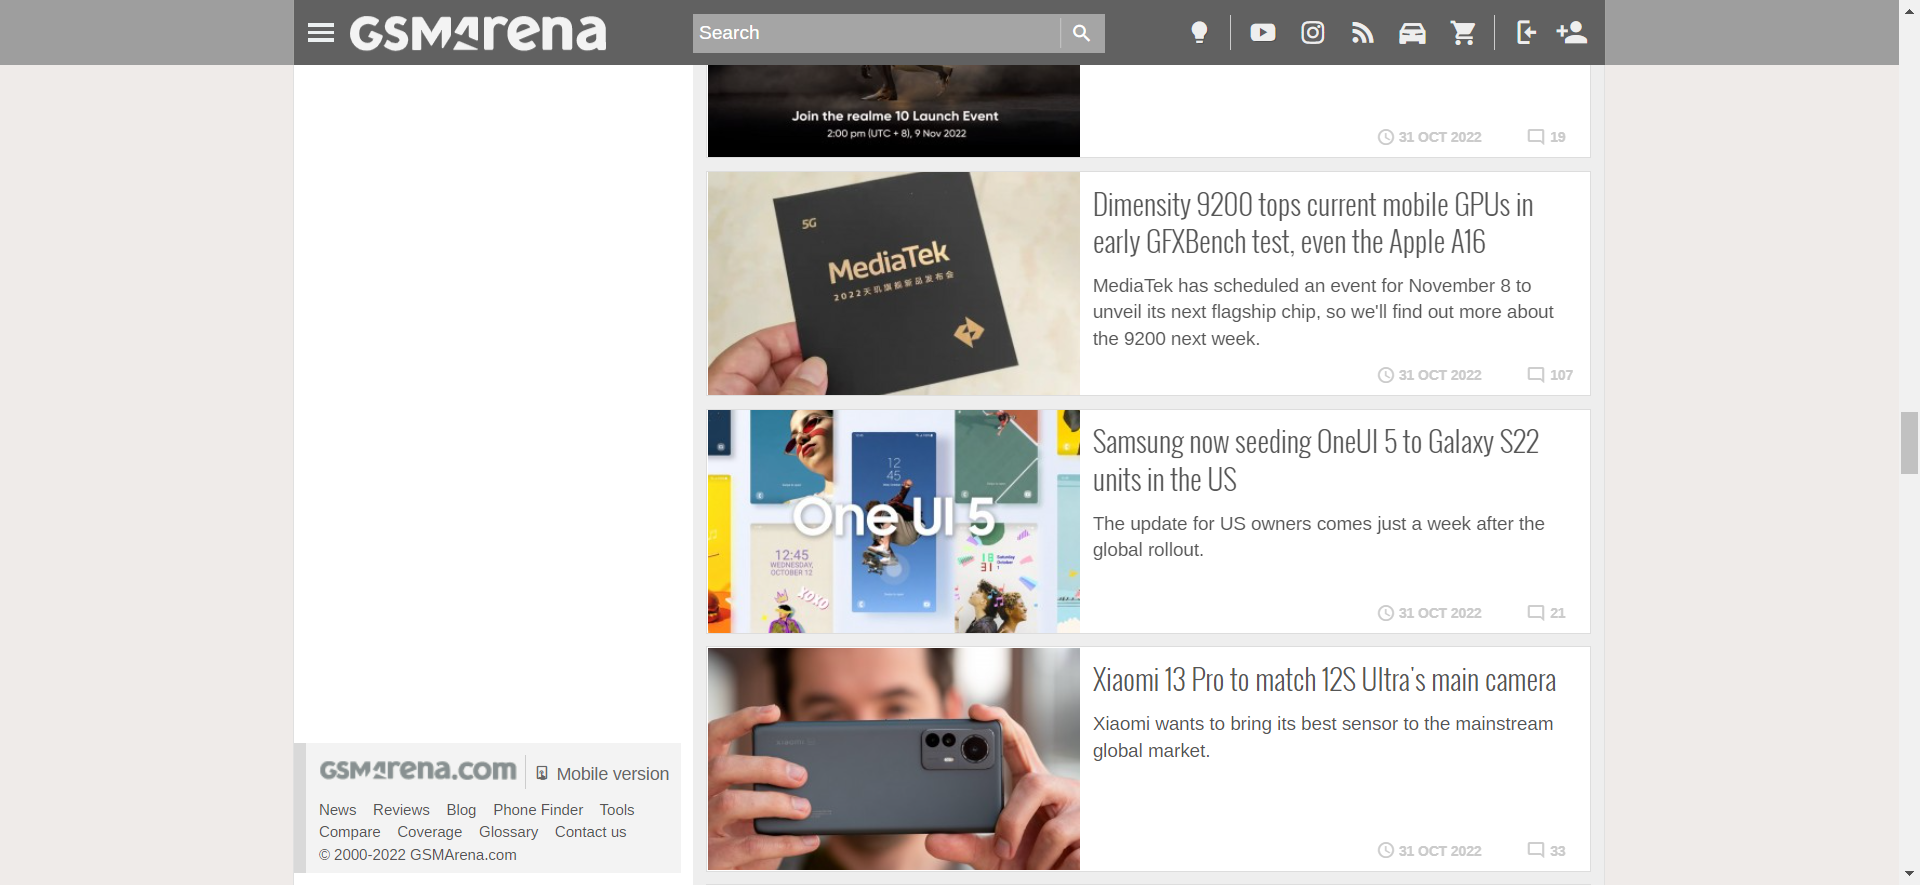 GSMArena
Search
Join the realme 10 Launch Event
2:00 pm (UTC + 8), 9 Nov 2022
31 OCT 2022 19
5G
MediaTek
2022天玑旗舰新品发布会
Dimensity 9200 tops current mobile GPUs in
early GFXBench test, even the Apple A16
MediaTek has scheduled an event for November 8 to
unveil its next flagship chip, so we'll find out more about
the 9200 next week.
31 OCT 2022 107
12
45
One UI 5
12:45
WEDNESDAY,
OCTOBER 12
XOXO
18
31
Saturday
October
1
Samsung now seeding OneUI 5 to Galaxy S22
units in the US
The update for US owners comes just a week after the
global rollout.
31 OCT 2022 21
Xiaomi 13 Pro to match 12S Ultra's main camera
Xiaomi wants to bring its best sensor to the mainstream
global market.
31 OCT 2022 33
GSMArena.com Mobile version
News Reviews Blog Phone Finder Tools
Compare Coverage Glossary Contact us
© 2000-2022 GSMArena.com